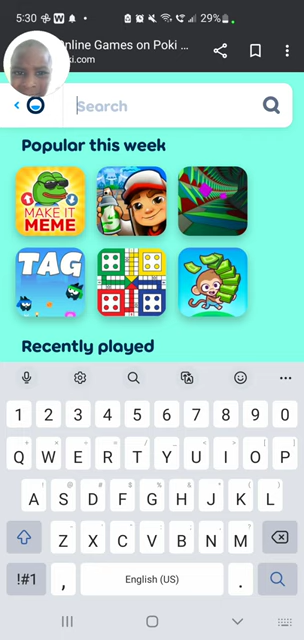 5:30 29%
Online Games on Poki ...
ki.com
Search
Popular this week
MAKE IT
MEME
TAG
Recently played
1 2 3 4 5 6 7 8 9 0
Q W E R T Y U I O P
A S D F G H J K L
Z X C V B N M
!#1 , English (US) .